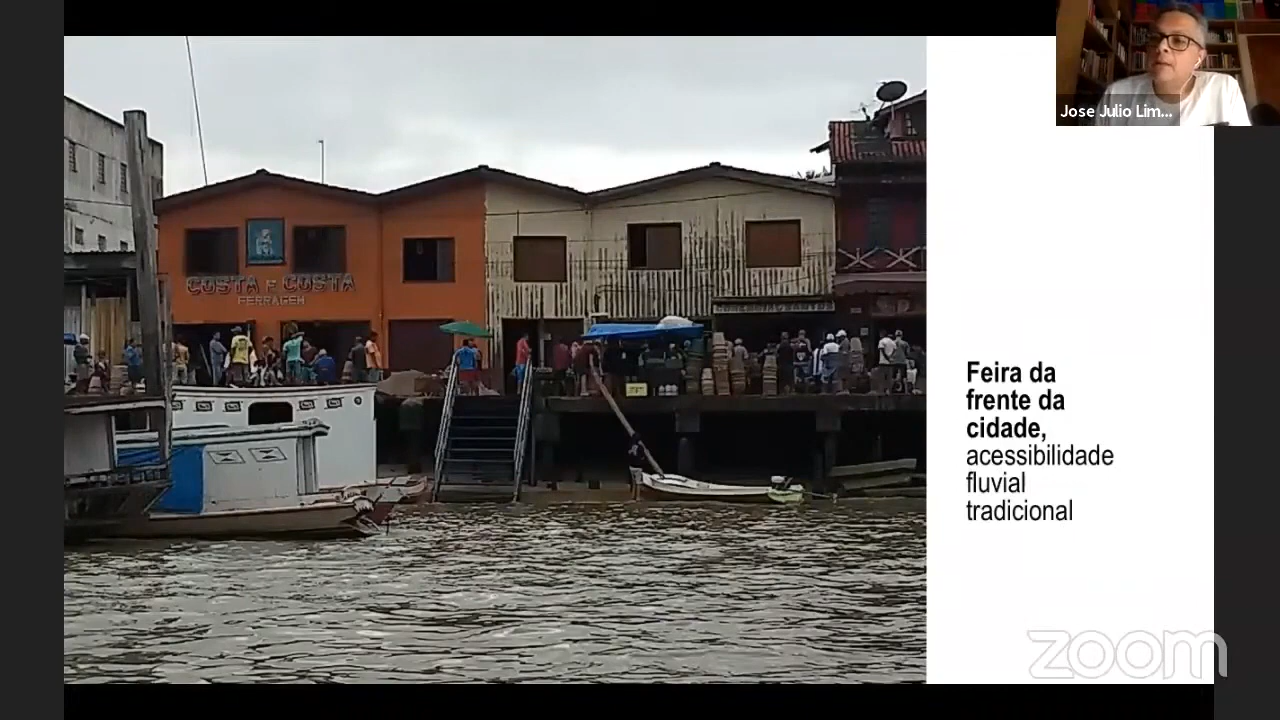 Jose Julio Lim...
COSTA E COSTA
FERRAGEM
Feira da
frente da
cidade,
acessibilidade
fluvial
tradicional
zoom